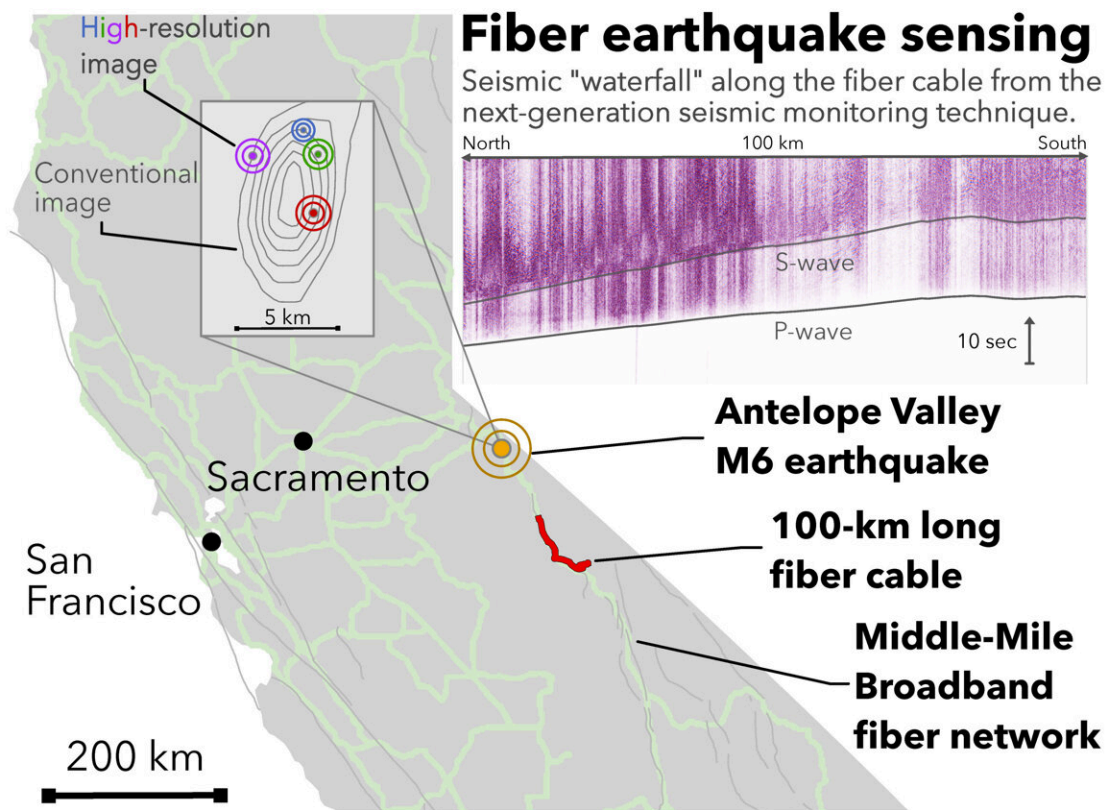 High-resolution
image
Conventional
image
5 km
Fiber earthquake sensing
Seismic "waterfall" along the fiber cable from the
next-generation seismic monitoring technique.
North 100 km South
S-wave
P-wave
10 sec
Antelope Valley
M6 earthquake
Sacramento
100-km long
fiber cable
San
Francisco
Middle-Mile
Broadband
fiber network
200 km